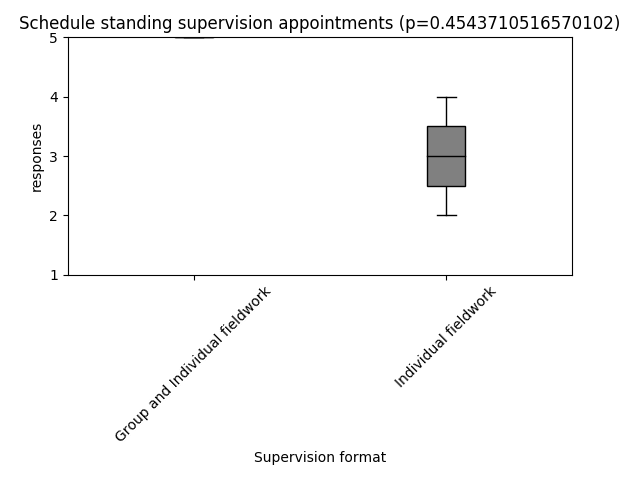 Schedule standing supervision appointments (p=0.4543710516570102)
5
4
3
2
1
responses
Group and Individual fieldwork
Individual fieldwork
Supervision format